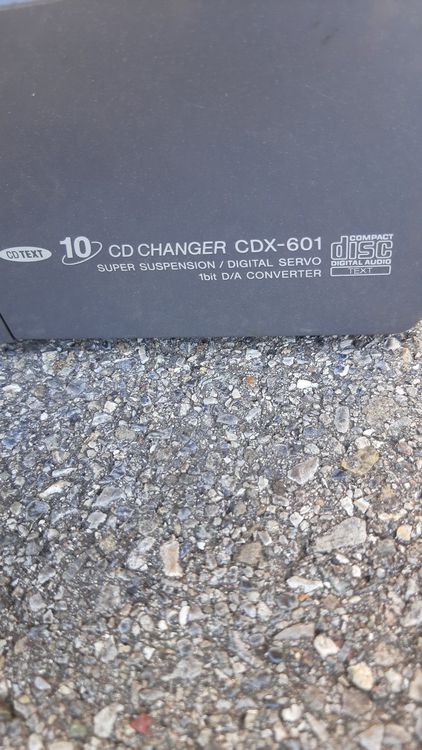 CD TEXT
10 CD CHANGER CDX-601
SUPER SUSPENSION / DIGITAL SERVO
1bit D/A CONVERTER
COMPACT
disc
DIGITAL AUDIO
TEXT